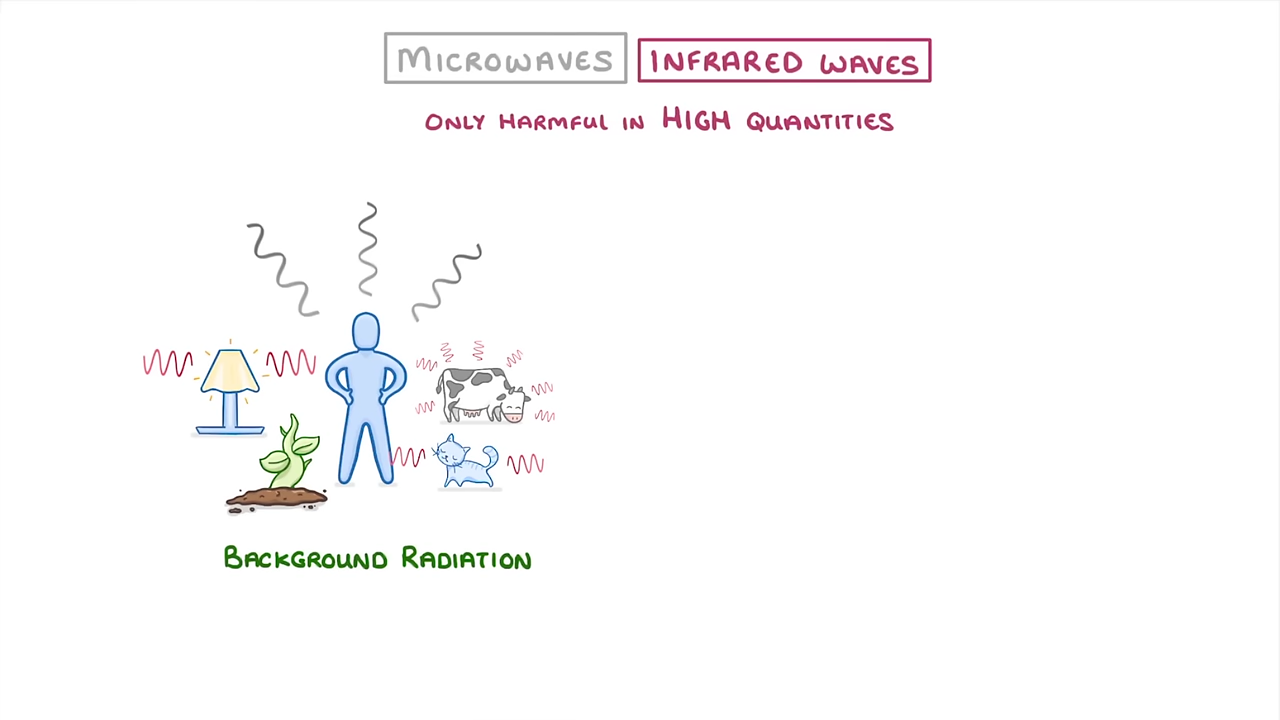 MICROWAVES INFRARED WAVES
ONLY HARMFUL IN HIGH QUANTITIES
BACKGROUND RADIATION